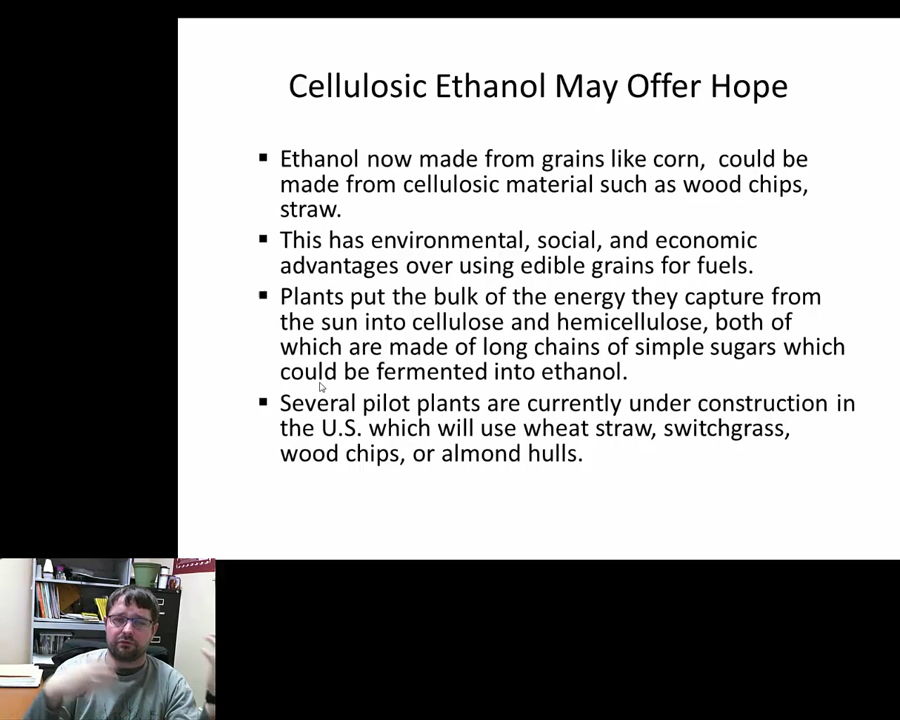 Cellulosic Ethanol May Offer Hope
▪ Ethanol now made from grains like corn,  could be
made from cellulosic material such as wood chips,
straw.
▪ This has environmental, social, and economic
advantages over using edible grains for fuels.
▪ Plants put the bulk of the energy they capture from
the sun into cellulose and hemicellulose, both of
which are made of long chains of simple sugars which
could be fermented into ethanol.
▪ Several pilot plants are currently under construction in
the U.S. which will use wheat straw, switchgrass,
wood chips, or almond hulls.